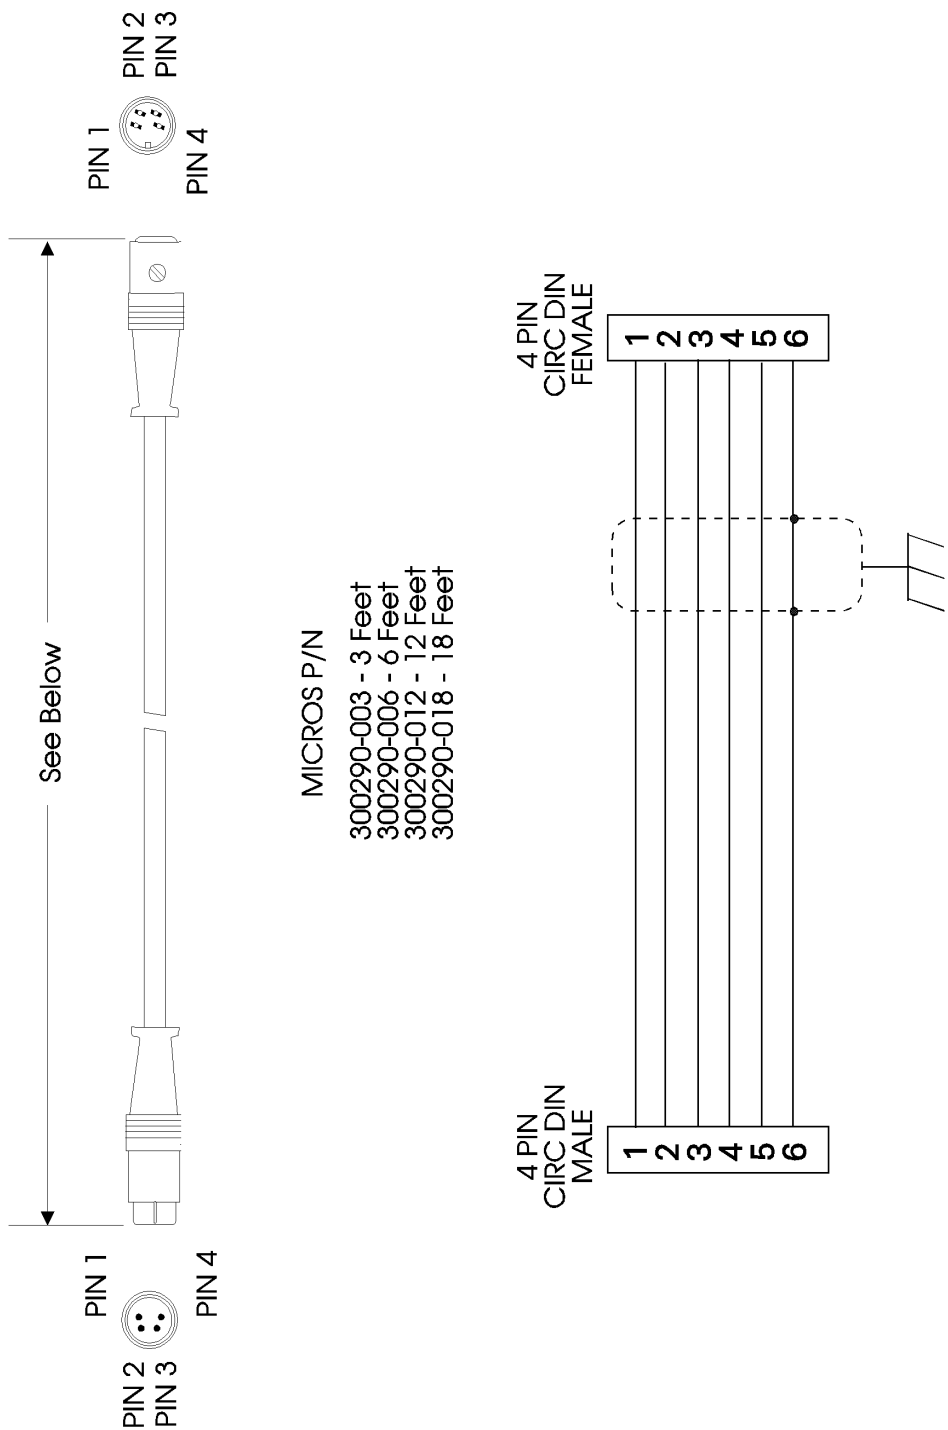 PIN 2
PIN 3
PIN 1
PIN 4
See Below
PIN 1
PIN 4
PIN 2
PIN 3
MICROS P/N
300290-003 - 3 Feet
300290-006 - 6 Feet
300290-012 - 12 Feet
300290-018 - 18 Feet
4 PIN
CIRC DIN
MALE
1
2
3
4
5
6
4 PIN
CIRC DIN
FEMALE
1
2
3
4
5
6